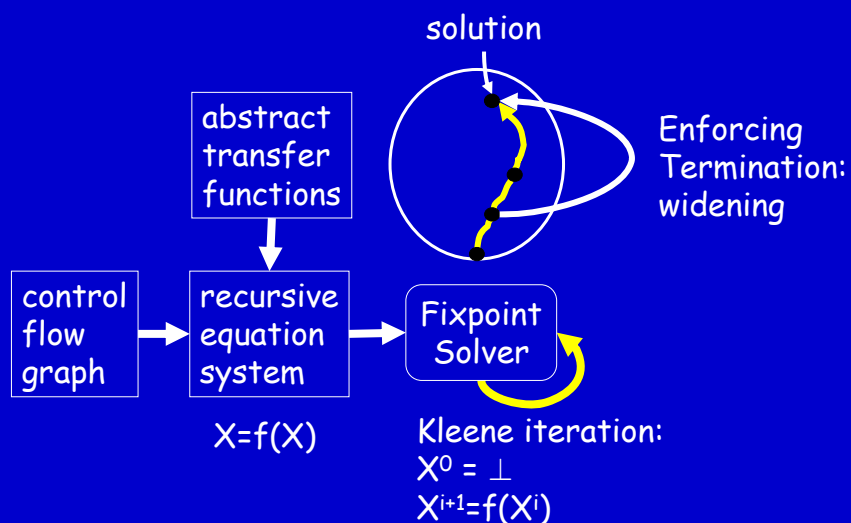 solution
abstract
transfer
functions
Enforcing
Termination:
widening
control
flow
graph
recursive
equation
system
Fixpoint
Solver
X=f(X)
Kleene iteration:
X⁰ = ⊥
Xⁱ⁺¹=f(Xⁱ)